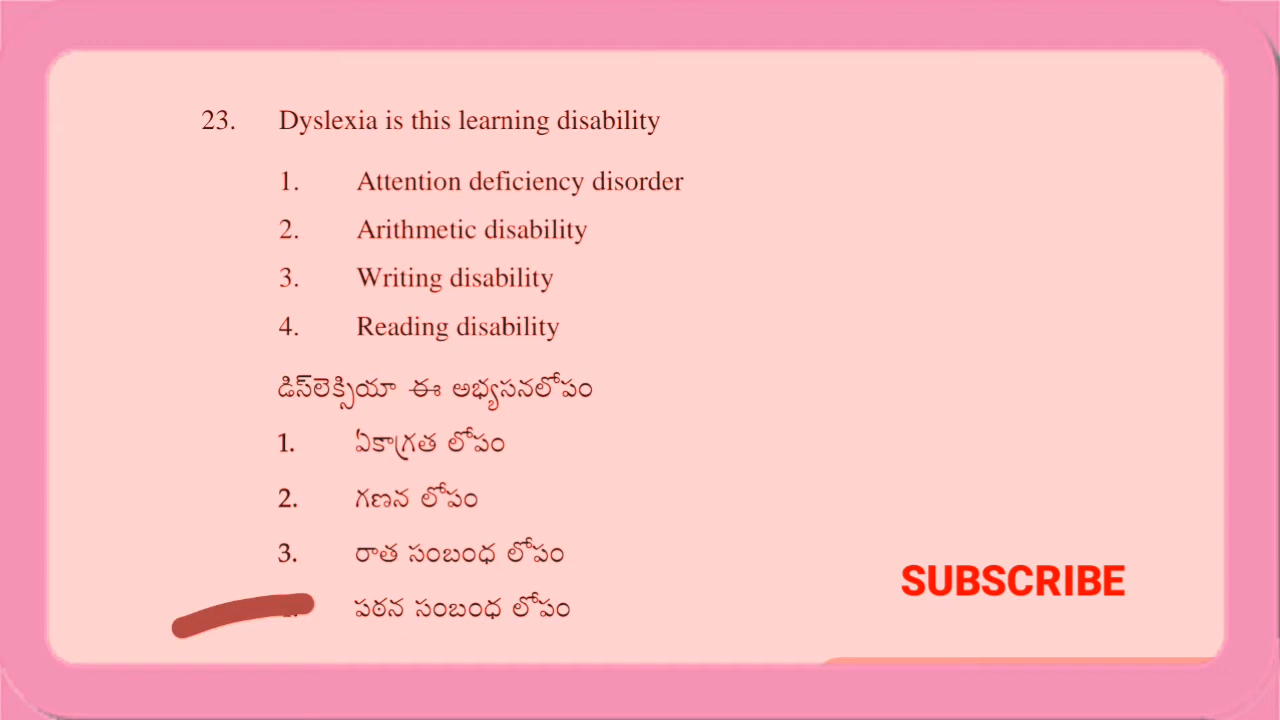 23. Dyslexia is this learning disability
1. Attention deficiency disorder
2. Arithmetic disability
3. Writing disability
4. Reading disability
డిస్‌లెక్సియా ఈ అభ్యసనలోపం
1. ఏకాగ్రత లోపం
2. గణన లోపం
3. రాత సంబంధ లోపం
పఠన సంబంధ లోపం
SUBSCRIBE